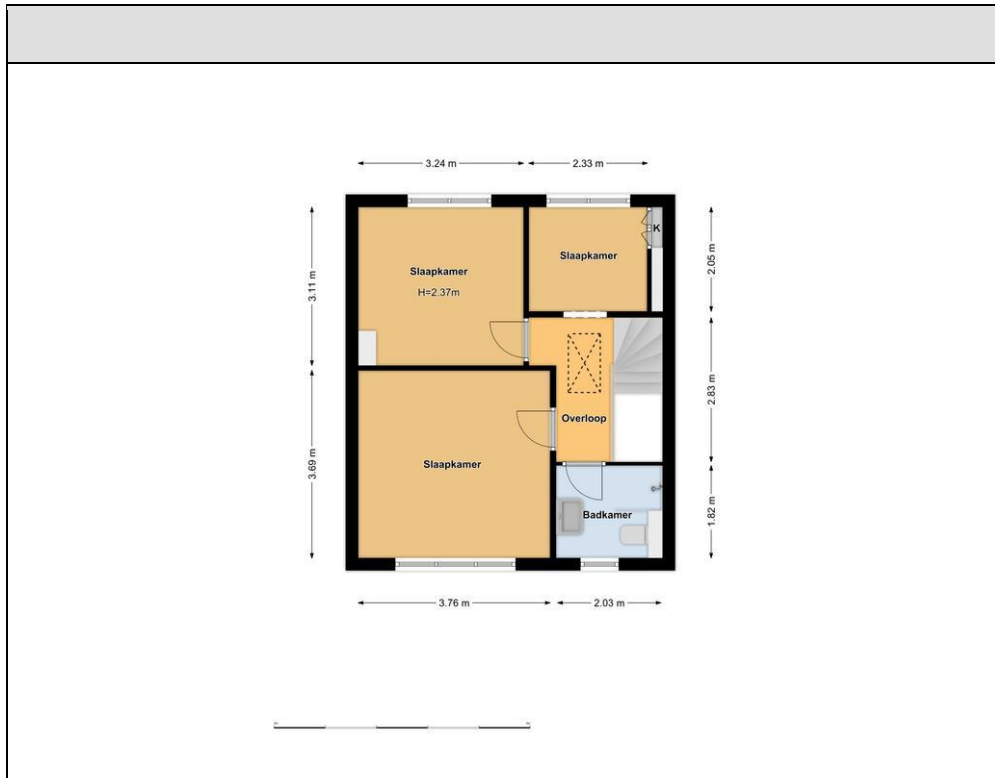 3.24 m
2.33 m
K
Slaapkamer
2.05 m
Slaapkamer
H=2.37m
3.11 m
2.83 m
Overloop
Slaapkamer
3.69 m
Badkamer
1.82 m
3.76 m
2.03 m